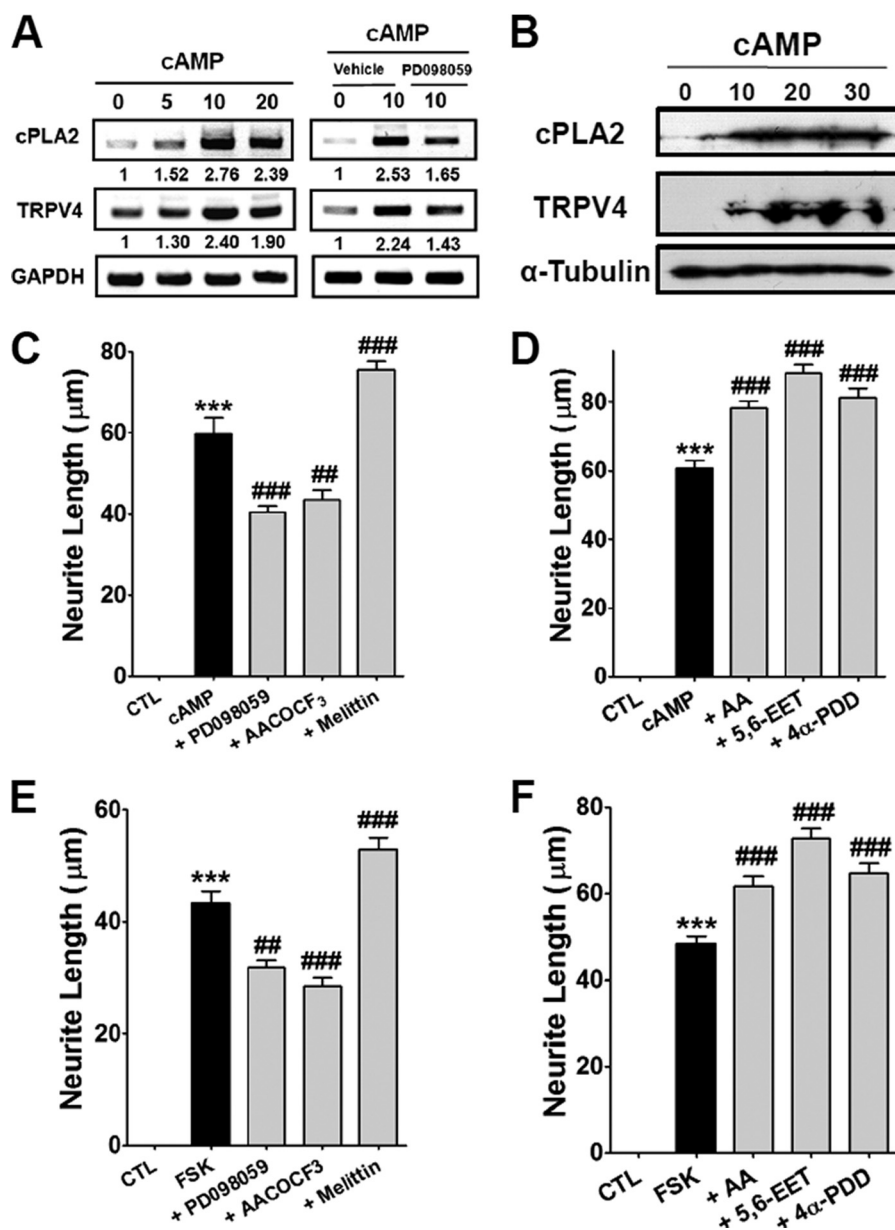 A
cAMP
0 5 10 20
cPLA2
1 1.52 2.76 2.39
TRPV4
1 1.30 2.40 1.90
GAPDH
cAMP
Vehicle PD098059
0 10 10
1 2.53 1.65
1 2.24 1.43
B
cAMP
0 10 20 30
cPLA2
TRPV4
α-Tubulin
C
Neurite Length (μm)
80
60
40
20
0
***
###
##
###
CTL
cAMP
+ PD098059
+ AACOCF₃
+ Melittin
D
Neurite Length (μm)
80
60
40
20
0
***
###
###
###
CTL
cAMP
+ AA
+ 5,6-EET
+ 4α-PDD
E
Neurite Length (μm)
60
40
20
0
***
##
###
###
CTL
FSK
+ PD098059
+ AACOCF3
+ Melittin
F
Neurite Length (μm)
80
60
40
20
0
***
###
###
###
CTL
FSK
+ AA
+ 5,6-EET
+ 4α-PDD